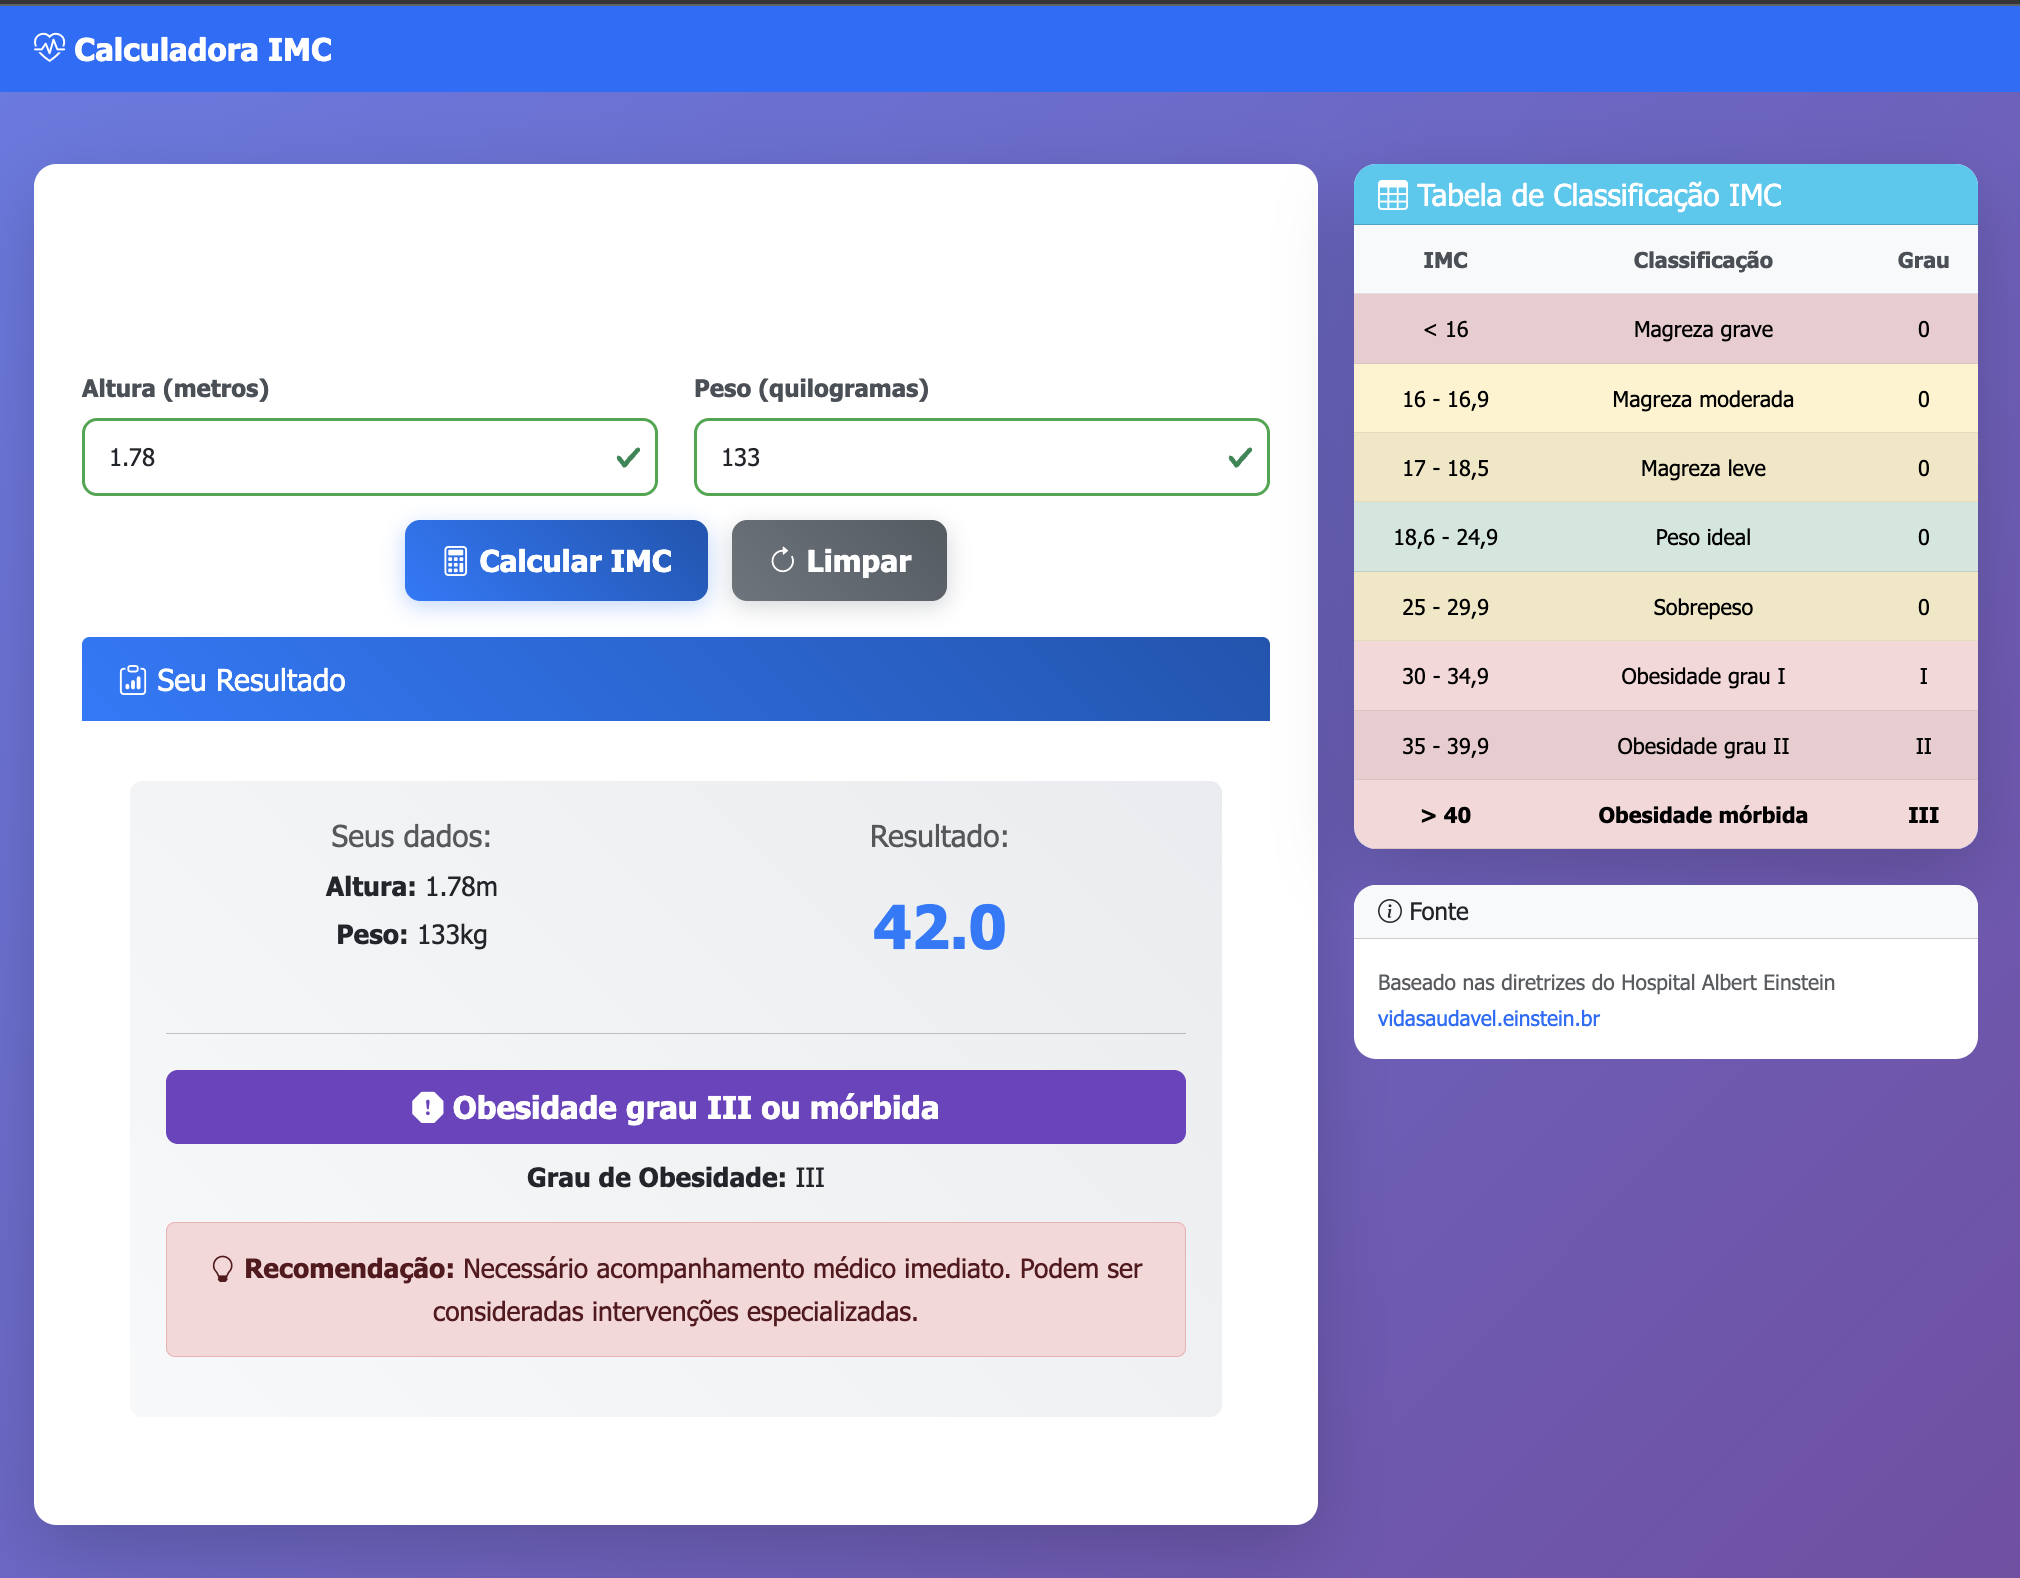 Calculadora IMC
Altura (metros)
1.78
Peso (quilogramas)
133
Calcular IMC
Limpar
Seu Resultado
Seus dados:
Altura: 1.78m
Peso: 133kg
Resultado:
42.0
Obesidade grau III ou mórbida
Grau de Obesidade: III
Recomendação: Necessário acompanhamento médico imediato. Podem ser
consideradas intervenções especializadas.
Tabela de Classificação IMC
IMC Classificação Grau
< 16 Magreza grave 0
16 - 16,9 Magreza moderada 0
17 - 18,5 Magreza leve 0
18,6 - 24,9 Peso ideal 0
25 - 29,9 Sobrepeso 0
30 - 34,9 Obesidade grau I I
35 - 39,9 Obesidade grau II II
> 40 Obesidade mórbida III
Fonte
Baseado nas diretrizes do Hospital Albert Einstein
vidasaudavel.einstein.br